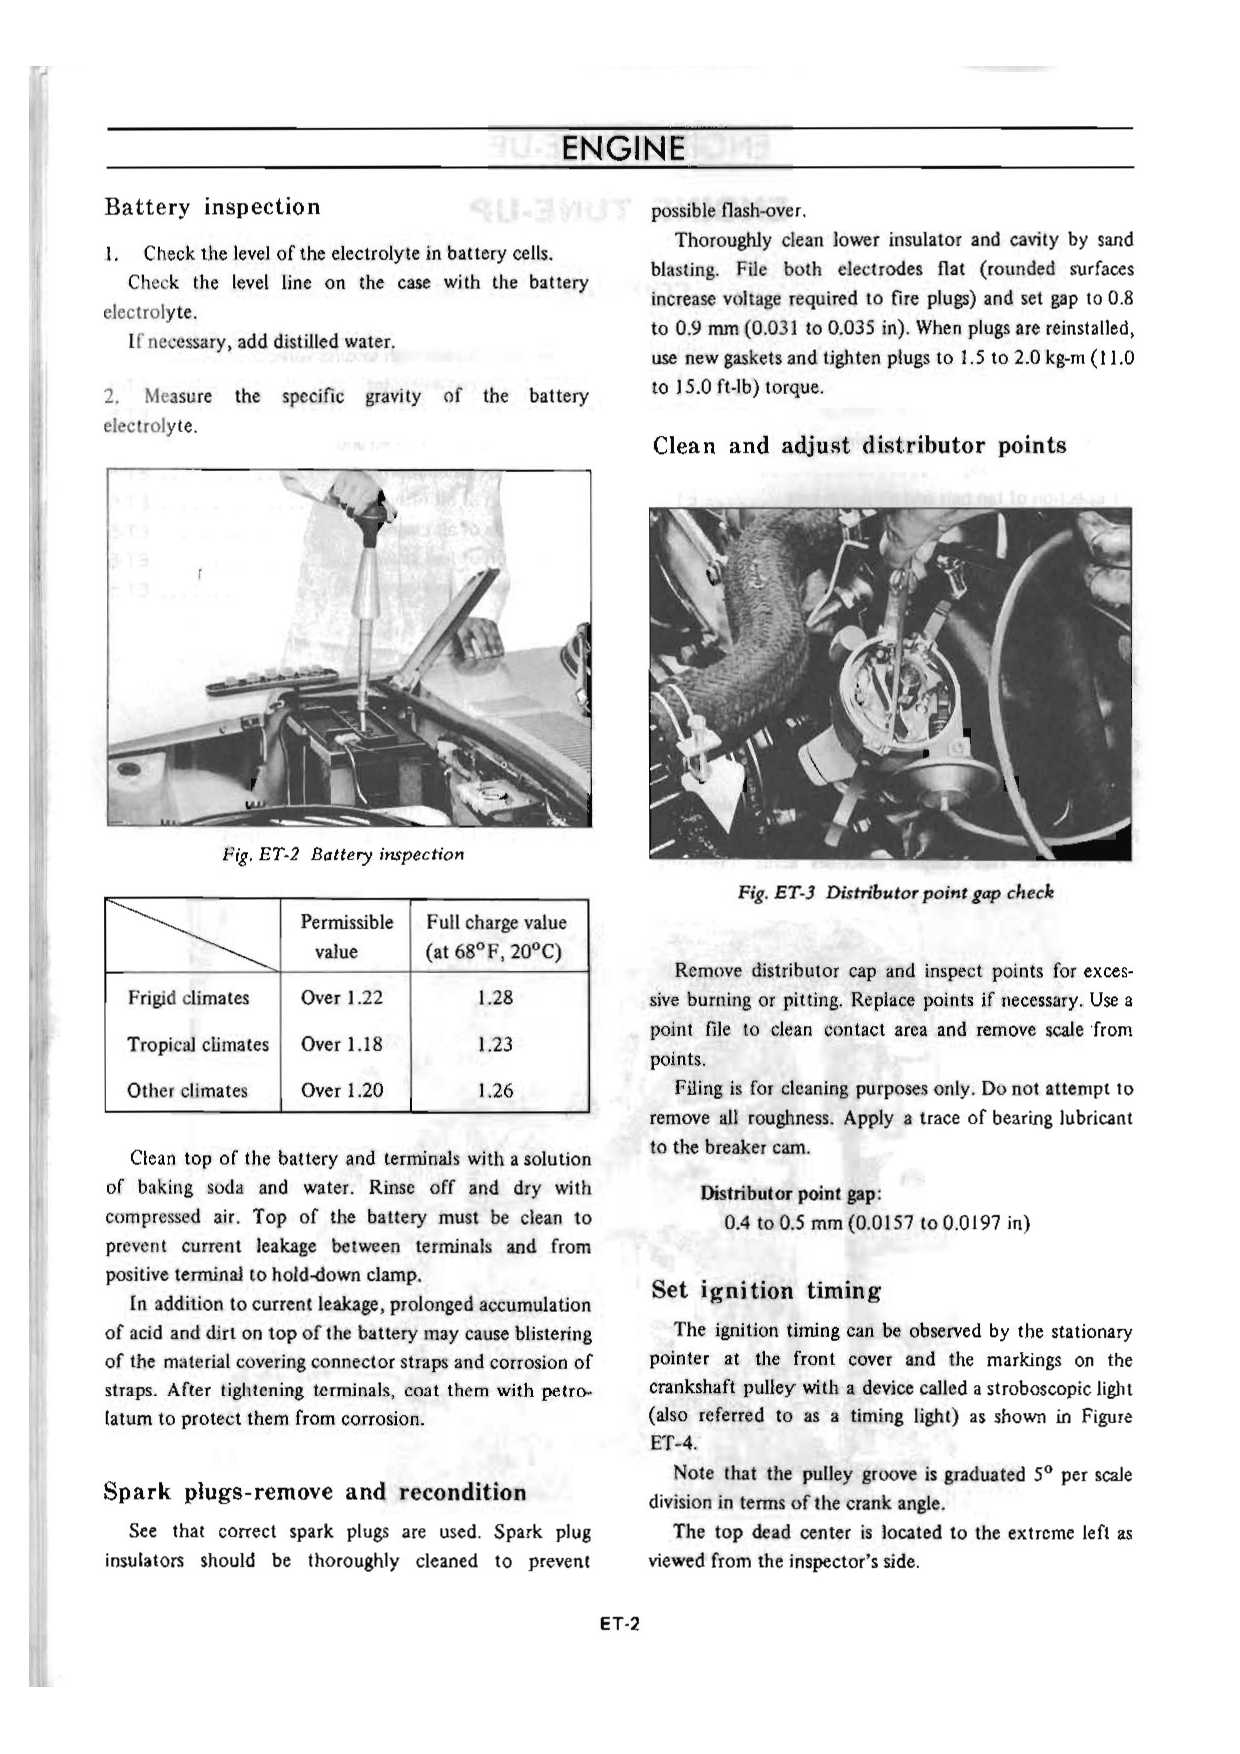 ENGINE
Battery inspection
1. Check the level of the electrolyte in battery cells.
Check the level line on the case with the battery
electrolyte.
If necessary, add distilled water.
2. Measure the specific gravity of the battery
electrolyte.
Fig. ET-2 Battery inspection
Permissible value
Full charge value (at 68°F, 20°C)
Frigid climates Over 1.22 1.28
Tropical climates Over 1.18 1.23
Other climates Over 1.20 1.26
Clean top of the battery and terminals with a solution
of baking soda and water. Rinse off and dry with
compressed air. Top of the battery must be clean to
prevent current leakage between terminals and from
positive terminal to hold-down clamp.
In addition to current leakage, prolonged accumulation
of acid and dirt on top of the battery may cause blistering
of the material covering connector straps and corrosion of
straps. After tightening terminals, coat them with petro-
latum to protect them from corrosion.
Spark plugs-remove and recondition
See that correct spark plugs are used. Spark plug
insulators should be thoroughly cleaned to prevent
possible flash-over.
Thoroughly clean lower insulator and cavity by sand
blasting. File both electrodes flat (rounded surfaces
increase voltage required to fire plugs) and set gap to 0.8
to 0.9 mm (0.031 to 0.035 in). When plugs are reinstalled,
use new gaskets and tighten plugs to 1.5 to 2.0 kg-m (11.0
to 15.0 ft-lb) torque.
Clean and adjust distributor points
Fig. ET-3 Distributor point gap check
Remove distributor cap and inspect points for exces-
sive burning or pitting. Replace points if necessary. Use a
point file to clean contact area and remove scale from
points.
Filing is for cleaning purposes only. Do not attempt to
remove all roughness. Apply a trace of bearing lubricant
to the breaker cam.
Distributor point gap:
0.4 to 0.5 mm (0.0157 to 0.0197 in)
Set ignition timing
The ignition timing can be observed by the stationary
pointer at the front cover and the markings on the
crankshaft pulley with a device called a stroboscopic light
(also referred to as a timing light) as shown in Figure
ET-4.
Note that the pulley groove is graduated 5° per scale
division in terms of the crank angle.
The top dead center is located to the extreme left as
viewed from the inspector's side.
ET-2